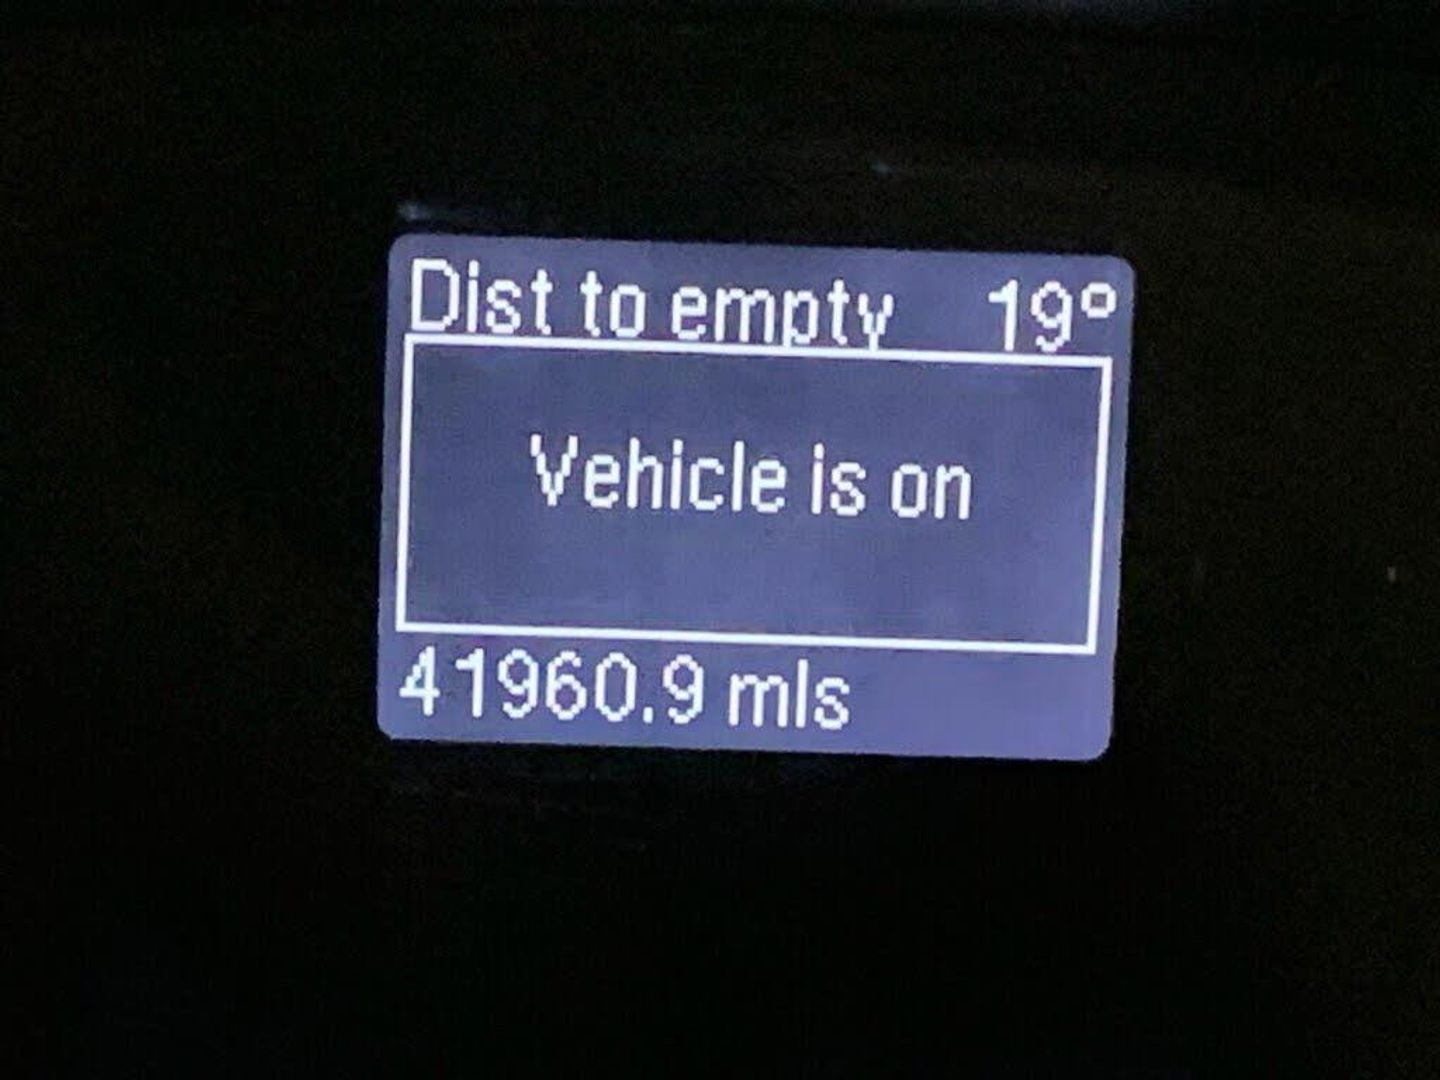 Dist to empty 19°
Vehicle is on
41960.9 mls